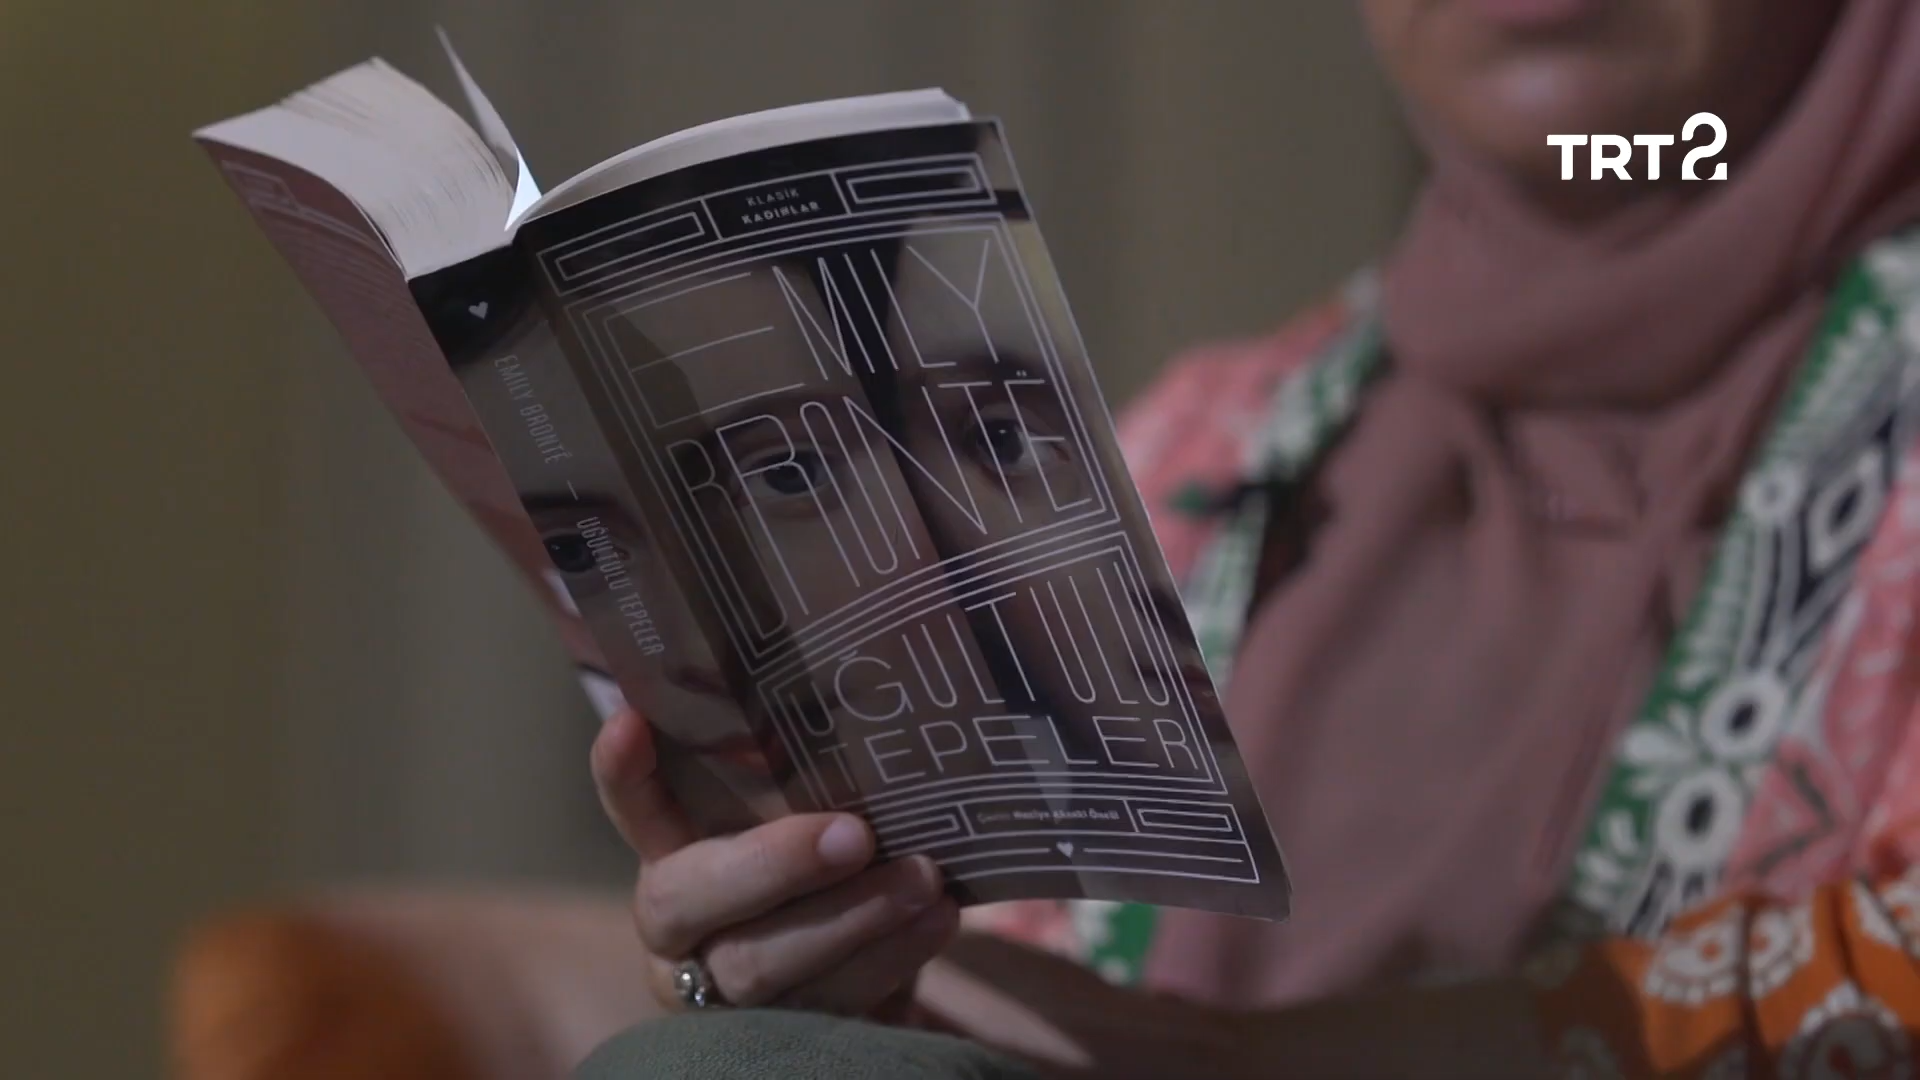 TRT2
KLASİK
KADINLAR
EMILY
BRONTË
UĞULTULU
TEPELER
EMILY BRONTË — UĞULTULU TEPELER